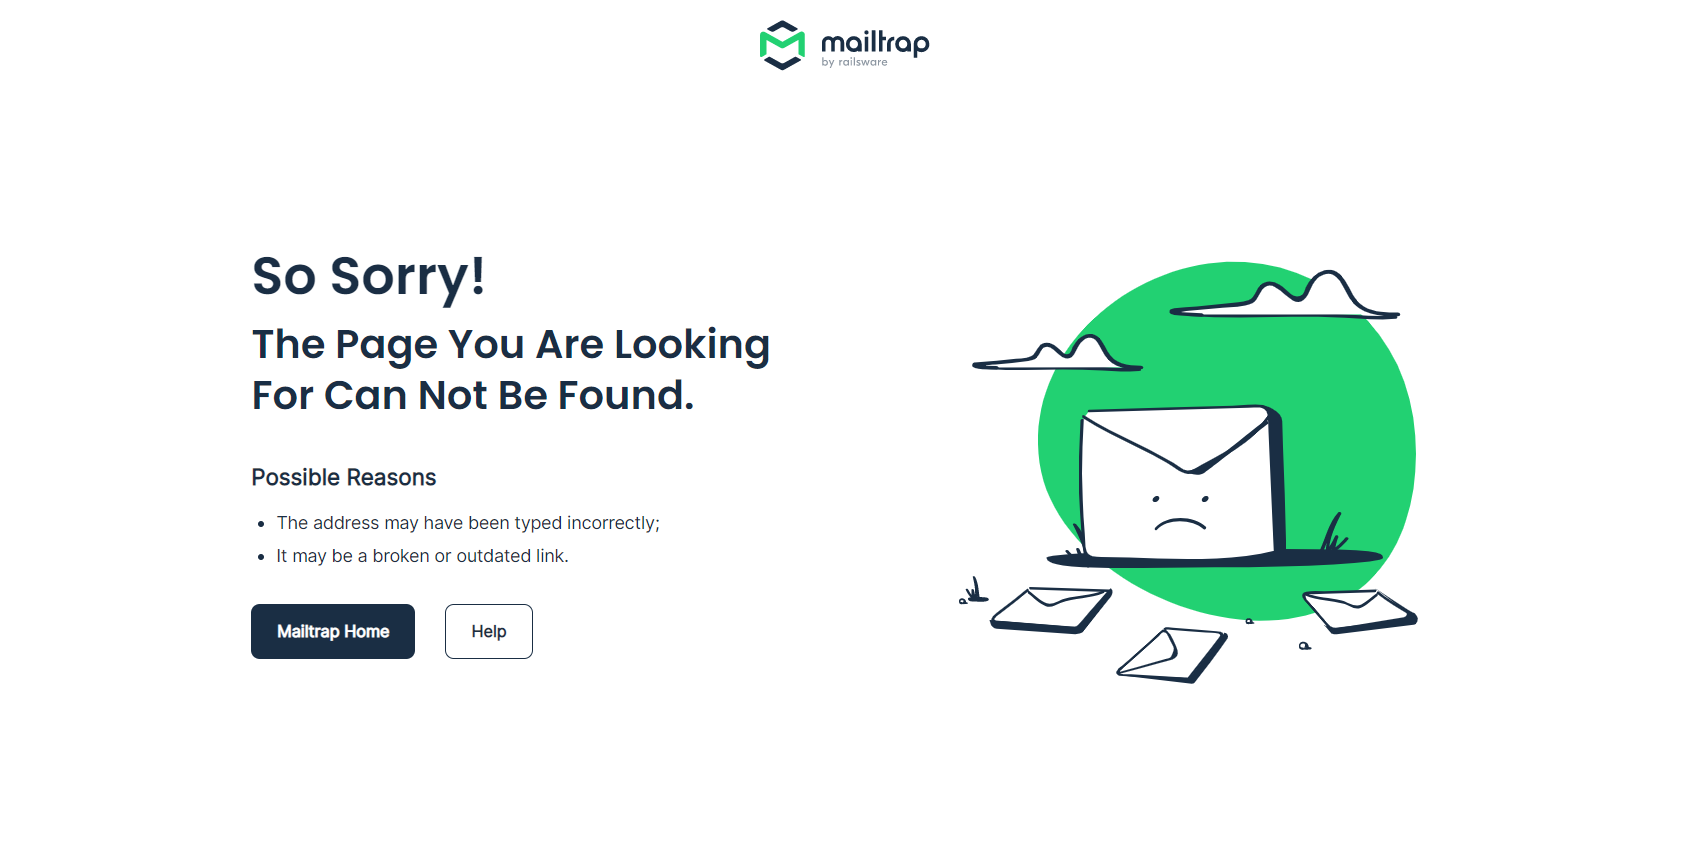 mailtrap
by railsware
So Sorry!
The Page You Are Looking
For Can Not Be Found.
Possible Reasons
• The address may have been typed incorrectly;
• It may be a broken or outdated link.
Mailtrap Home
Help